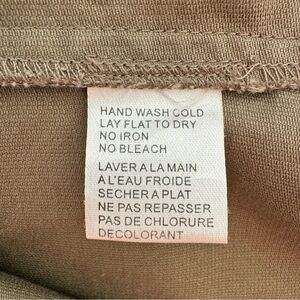 HAND WASH COLD
LAY FLAT TO DRY
NO IRON
NO BLEACH
LAVER A LA MAIN
A L'EAU FROIDE
SECHER A PLAT
NE PAS REPASSER
PAS DE CHLORURE
DECOLORANT